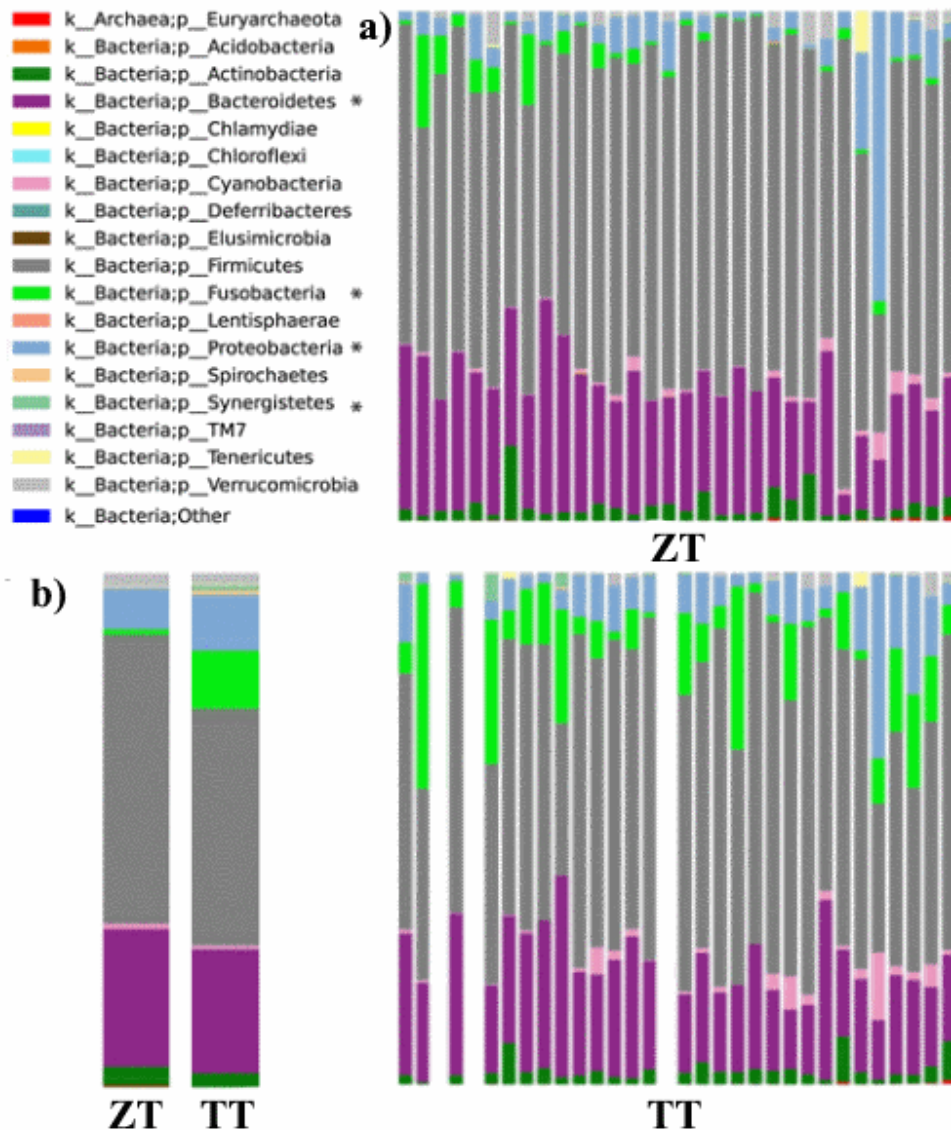 k__Archaea;p__Euryarchaeota
k__Bacteria;p__Acidobacteria
k__Bacteria;p__Actinobacteria
k__Bacteria;p__Bacteroidetes *
k__Bacteria;p__Chlamydiae
k__Bacteria;p__Chloroflexi
k__Bacteria;p__Cyanobacteria
k__Bacteria;p__Deferribacteres
k__Bacteria;p__Elusimicrobia
k__Bacteria;p__Firmicutes
k__Bacteria;p__Fusobacteria *
k__Bacteria;p__Lentisphaerae
k__Bacteria;p__Proteobacteria *
k__Bacteria;p__Spirochaetes
k__Bacteria;p__Synergistetes *
k__Bacteria;p__TM7
k__Bacteria;p__Tenericutes
k__Bacteria;p__Verrucomicrobia
k__Bacteria;Other
a)
ZT
b)
ZT TT
TT